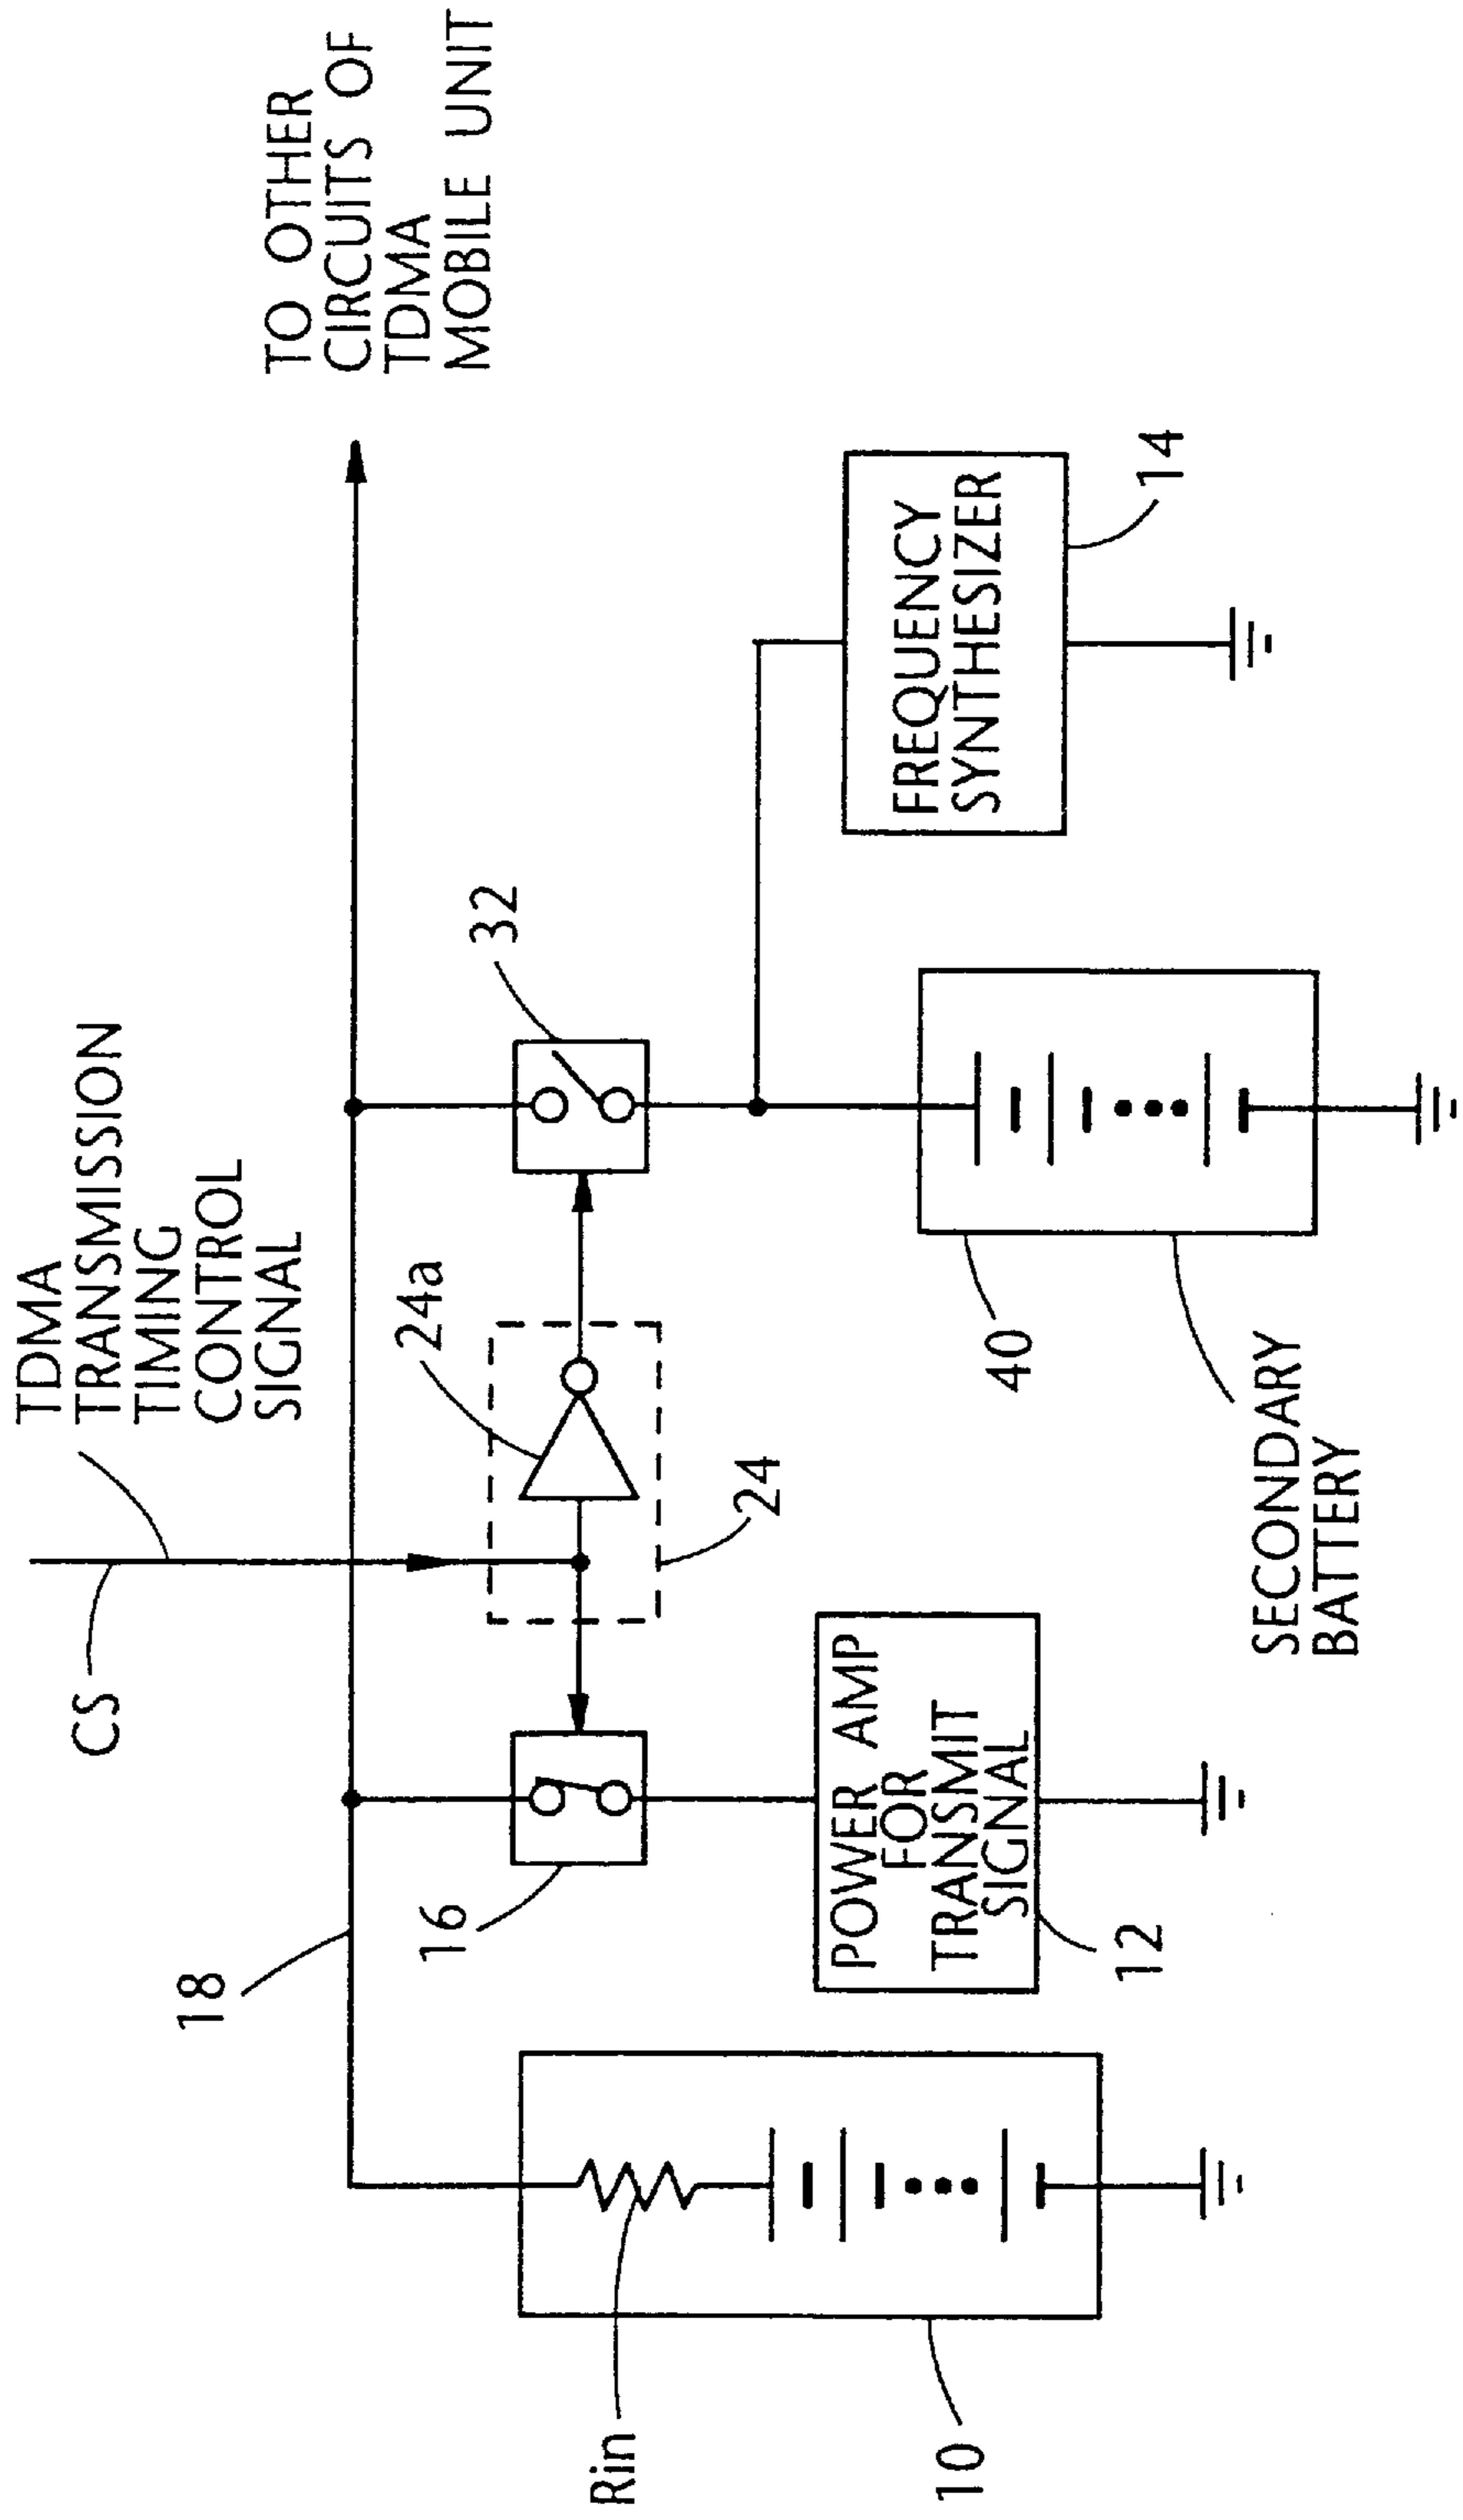 TDMA
TRANSMISSION
TIMING
CONTROL
SIGNAL
CS
TO OTHER
CIRCUITS OF
TDMA
MOBILE UNIT
18
16
24a
32
24
Rin
10
POWER AMP
FOR
TRANSMIT
SIGNAL
12
40
SECONDARY
BATTERY
FREQUENCY
SYNTHESIZER
14